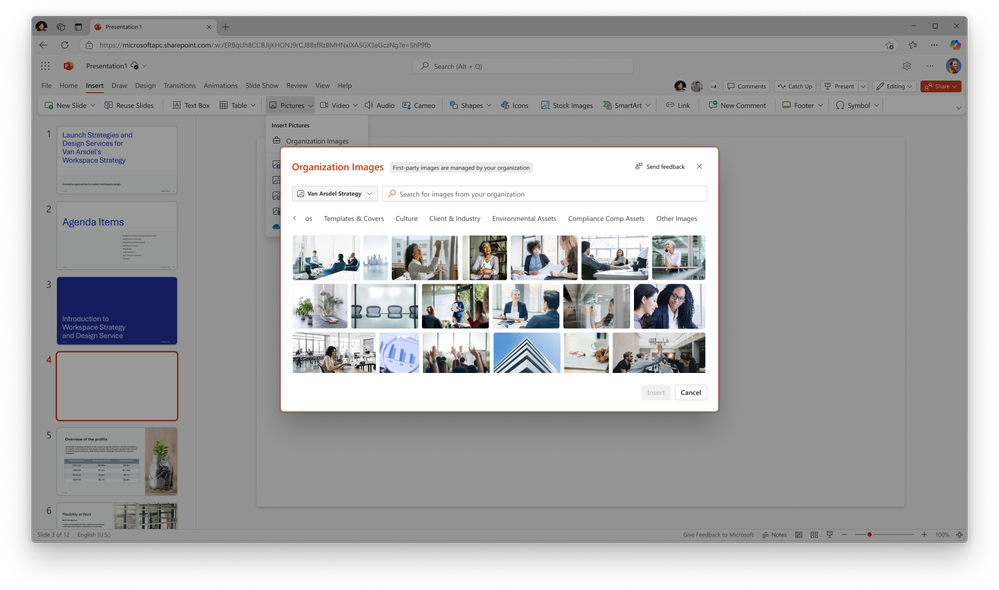 Presentation 1
https://microsoftapc.sharepoint.com/:w:/ERBqUh8CC8JIjKHONJ9rCJ8BsfRzBMHNxIXASGX3eGczNg?e=5hP9fb
Presentation1
Search (Alt + Q)
File Home Insert Draw Design Transitions Animations Slide Show Review View Help
+4 Comments Catch Up Present Editing Share
New Slide Reuse Slides Text Box Table Pictures Video Audio Cameo Shapes Icons Stock Images SmartArt Link New Comment Footer Symbol
Insert Pictures
Organization Images
1
Launch Strategies and
Design Services for
Van Arsdel's
Workspace Strategy
2
Agenda Items
3
Introduction to
Workspace Strategy
and Design Service
4
5
Overview of the profits
6
Flexibility at Work
Organization Images
First-party images are managed by your organization
Send feedback
Van Arsdel Strategy
Search for images from your organization
os Templates & Covers Culture Client & Industry Environmental Assets Compliance Comp Assets Other Images
Insert Cancel
Slide 3 of 12 English (U.S.)
Give Feedback to Microsoft Notes 100%